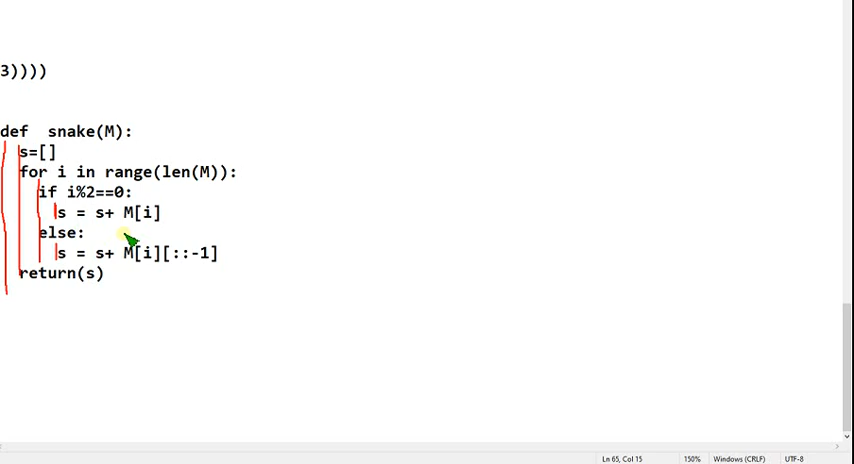 3))))
def  snake(M):
s=[]
for i in range(len(M)):
if i%2==0:
s = s+ M[i]
else:
s = s+ M[i][::-1]
return(s)
Ln 65, Col 15 150% Windows (CRLF) UTF-8